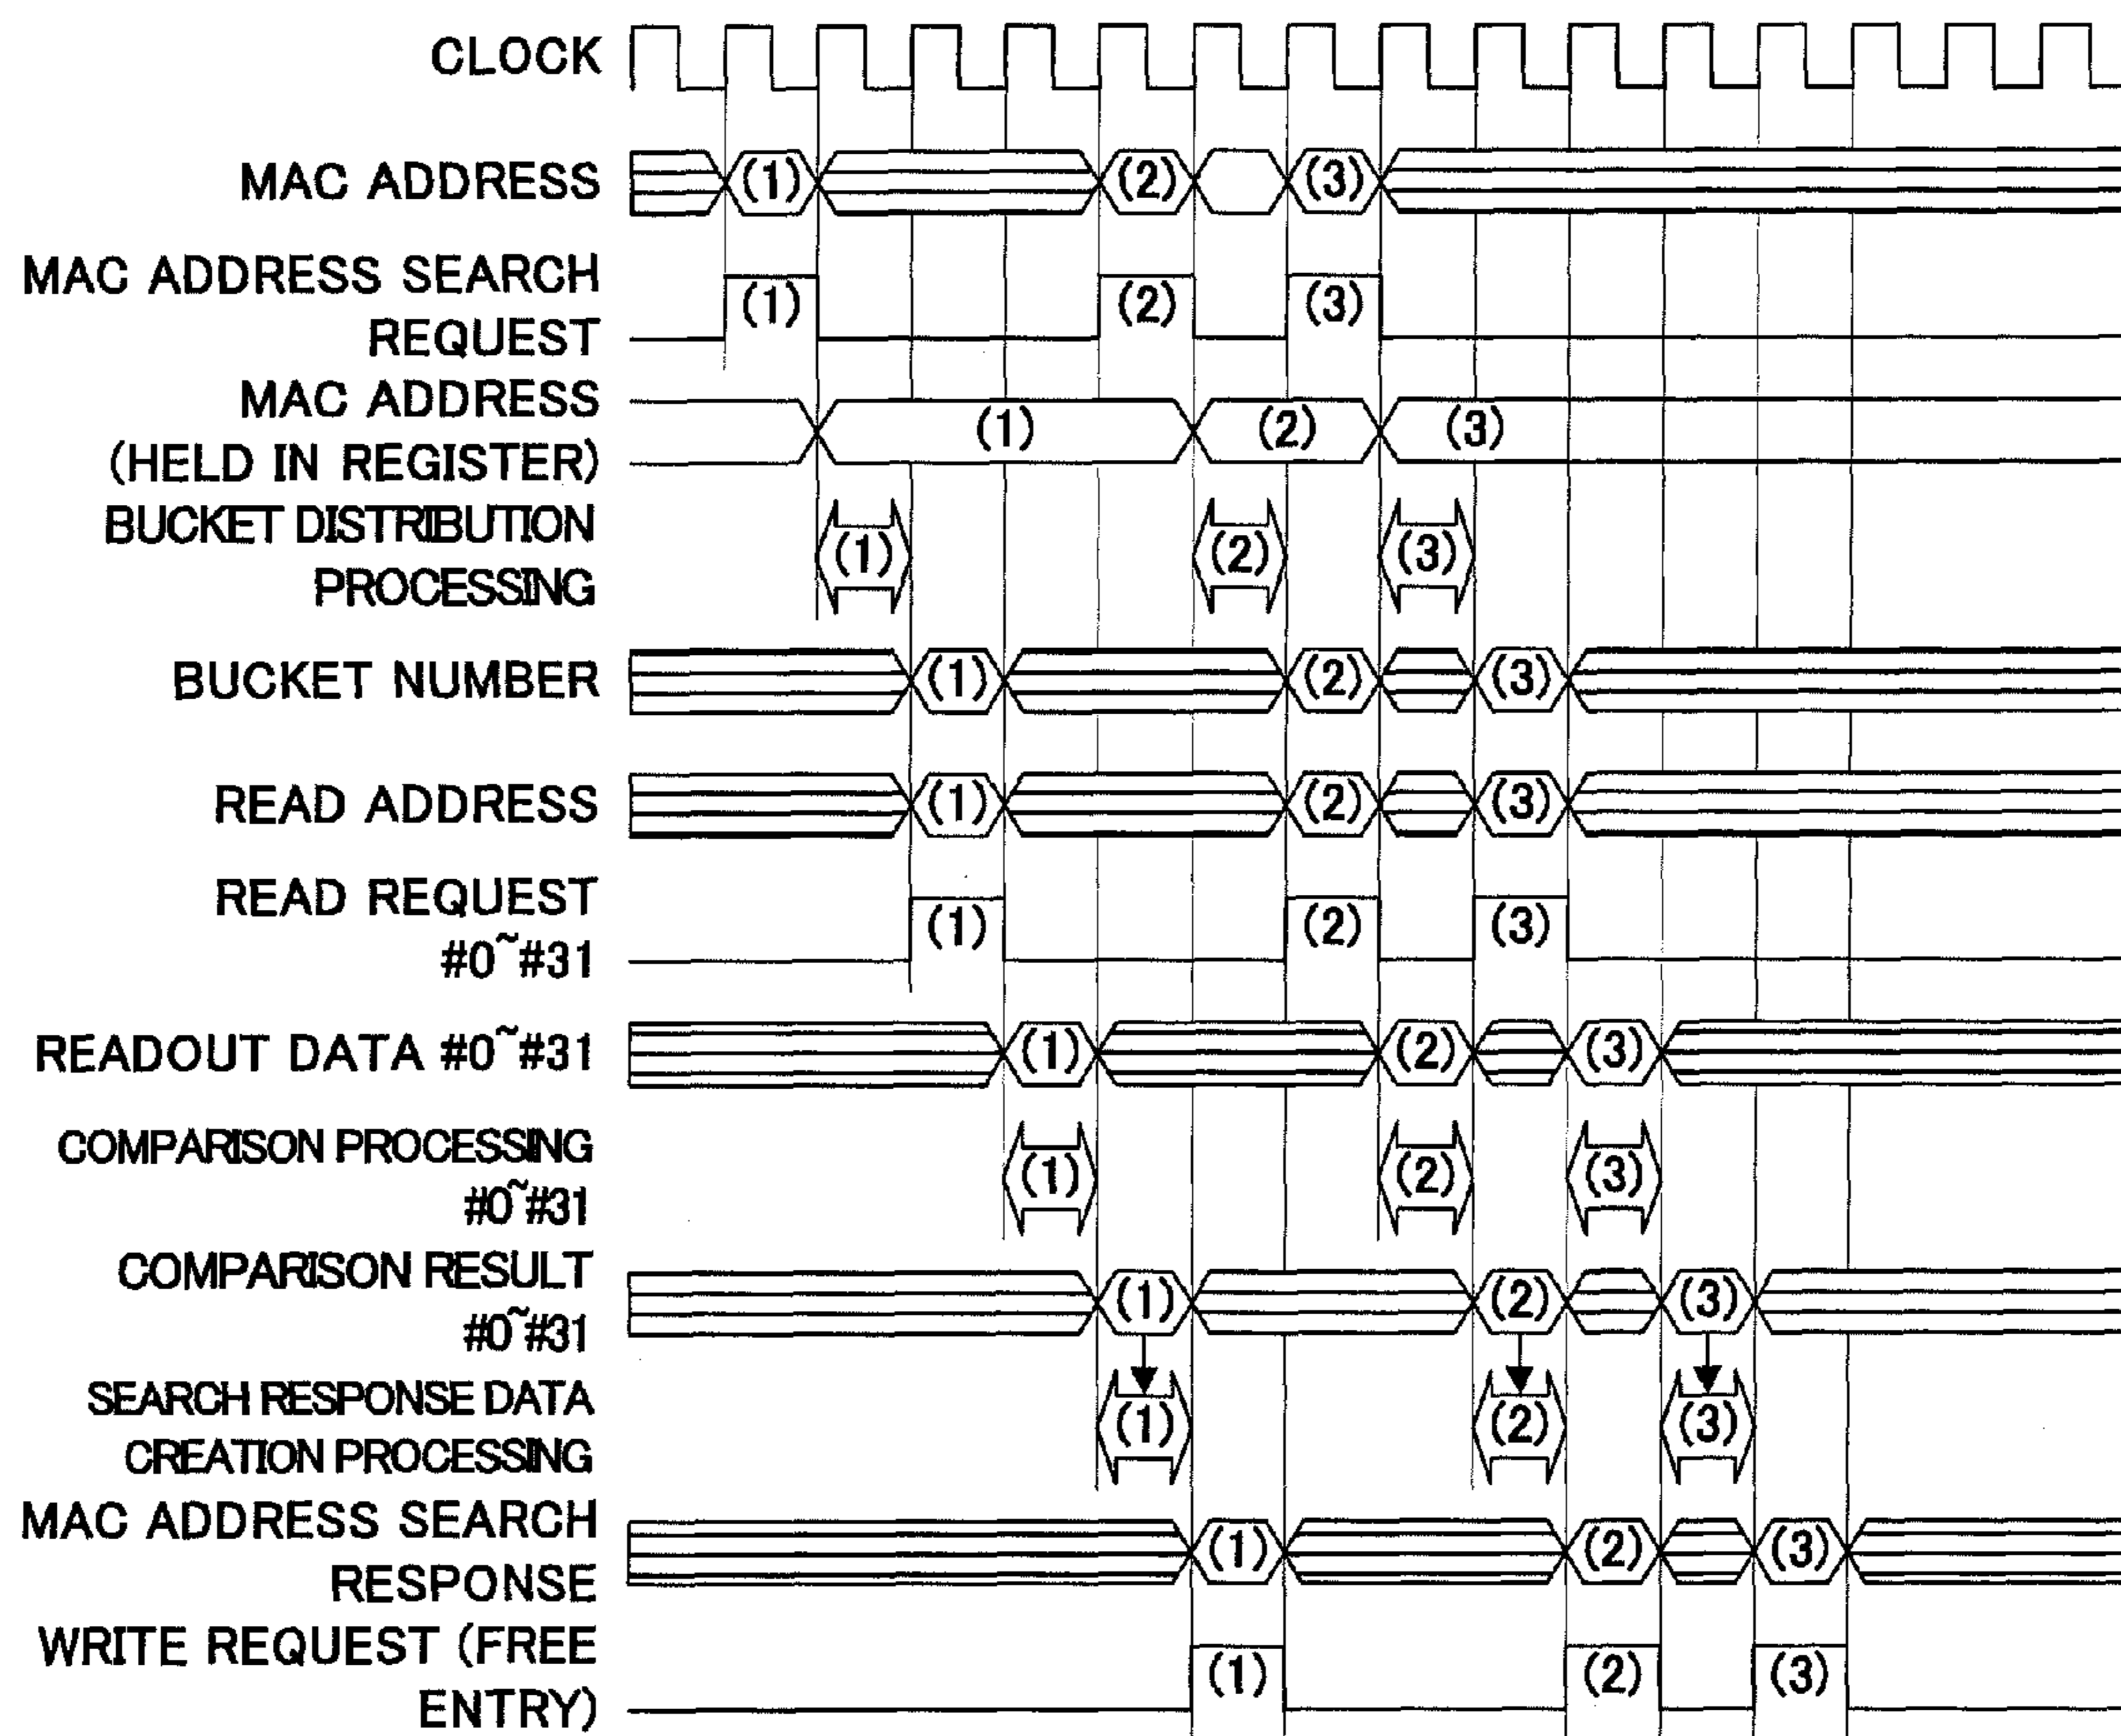 CLOCK
MAC ADDRESS
(1) (2) (3)
MAC ADDRESS SEARCH
REQUEST
(1) (2) (3)
MAC ADDRESS
(HELD IN REGISTER)
(1) (2) (3)
BUCKET DISTRIBUTION
PROCESSING
(1) (2) (3)
BUCKET NUMBER
(1) (2) (3)
READ ADDRESS
(1) (2) (3)
READ REQUEST
#0~#31
(1) (2) (3)
READOUT DATA #0~#31
(1) (2) (3)
COMPARISON PROCESSING
#0~#31
(1) (2) (3)
COMPARISON RESULT
#0~#31
(1) (2) (3)
SEARCH RESPONSE DATA
CREATION PROCESSING
(1) (2) (3)
MAC ADDRESS SEARCH
RESPONSE
(1) (2) (3)
WRITE REQUEST (FREE
ENTRY)
(1) (2) (3)